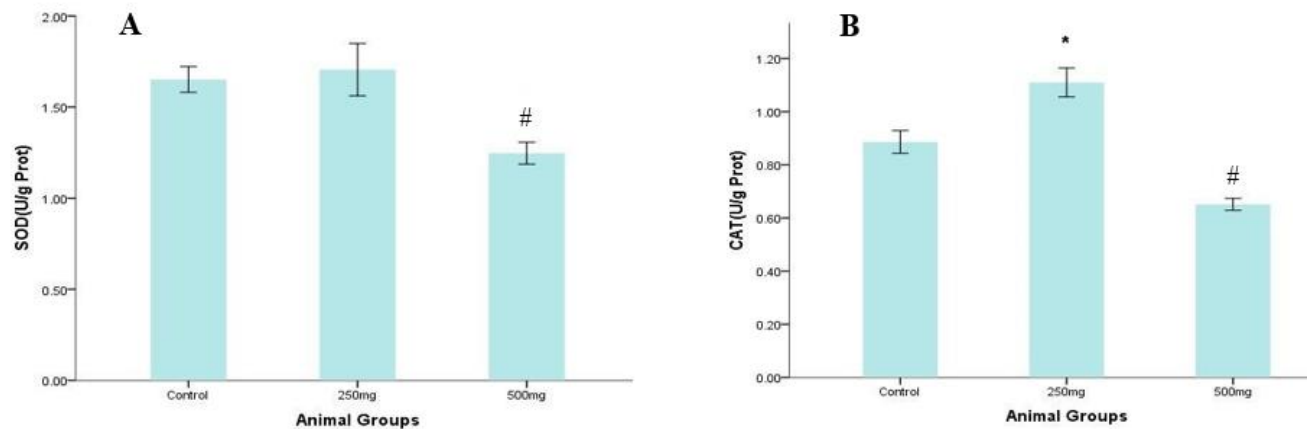 A
SOD(U/g Prot)
2.00
1.50
1.00
0.50
0.00
#
Control
250mg
500mg
Animal Groups
B
CAT(U/g Prot)
1.20
1.00
0.80
0.60
0.40
0.20
0.00
*
#
Control
250mg
500mg
Animal Groups